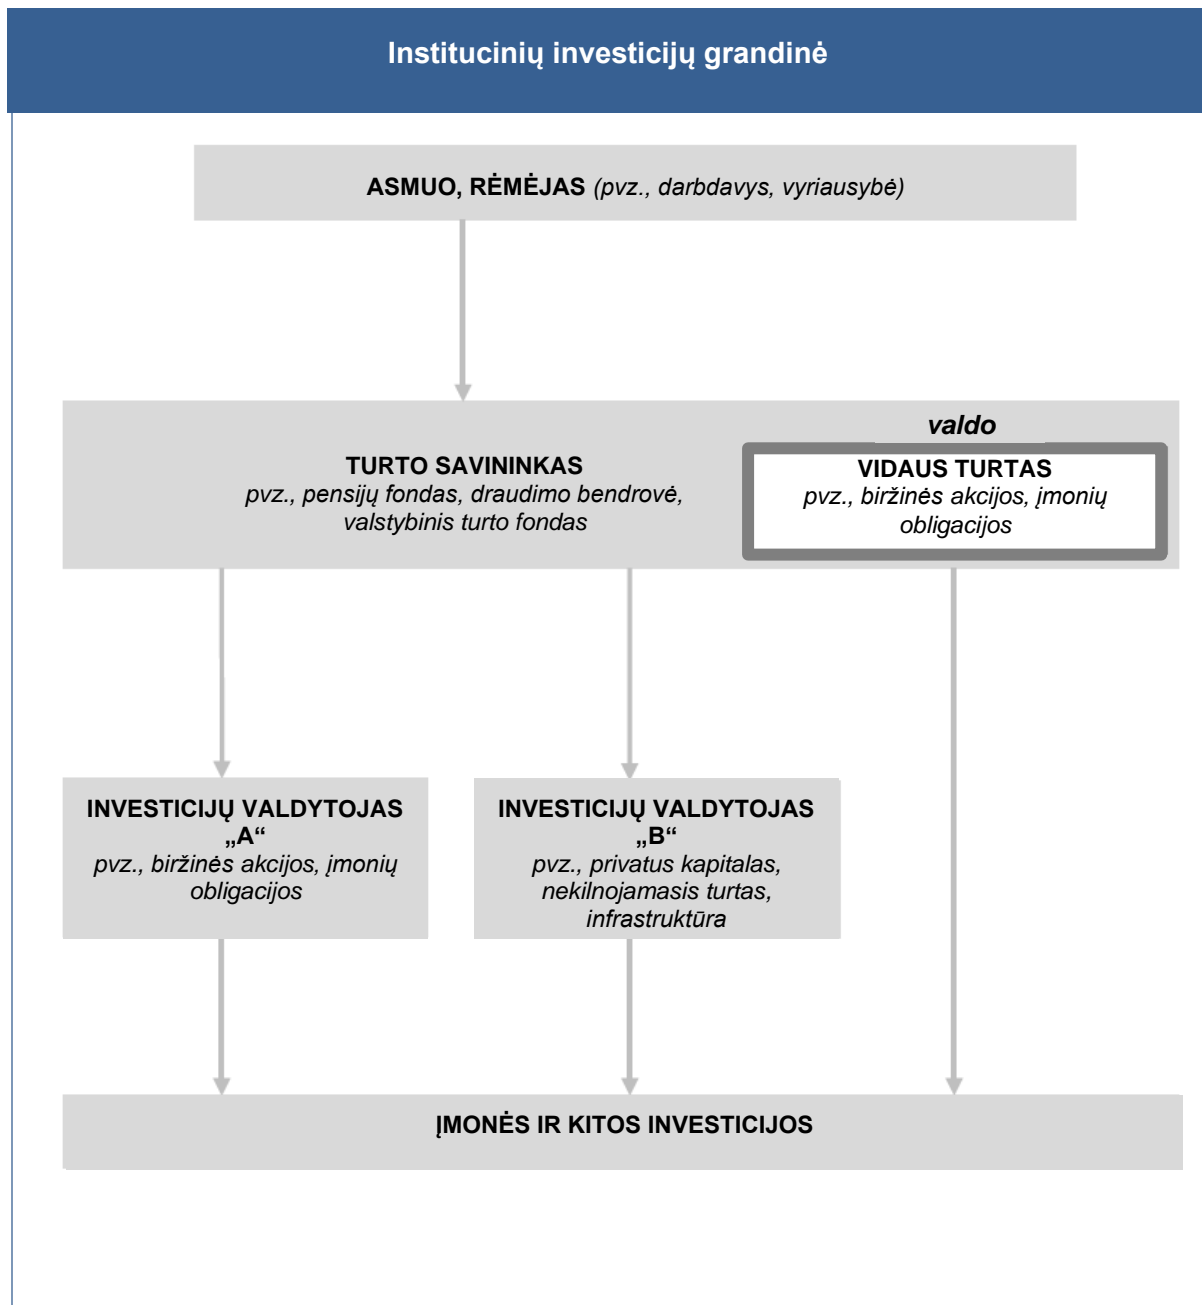 Institucinių investicijų grandinė
ASMUO, RĖMĖJAS (pvz., darbdavys, vyriausybė)
TURTO SAVININKAS
pvz., pensijų fondas, draudimo bendrovė,
valstybinis turto fondas
valdo
VIDAUS TURTAS
pvz., biržinės akcijos, įmonių
obligacijos
INVESTICIJŲ VALDYTOJAS
„A“
pvz., biržinės akcijos, įmonių
obligacijos
INVESTICIJŲ VALDYTOJAS
„B“
pvz., privatus kapitalas,
nekilnojamasis turtas,
infrastruktūra
ĮMONĖS IR KITOS INVESTICIJOS